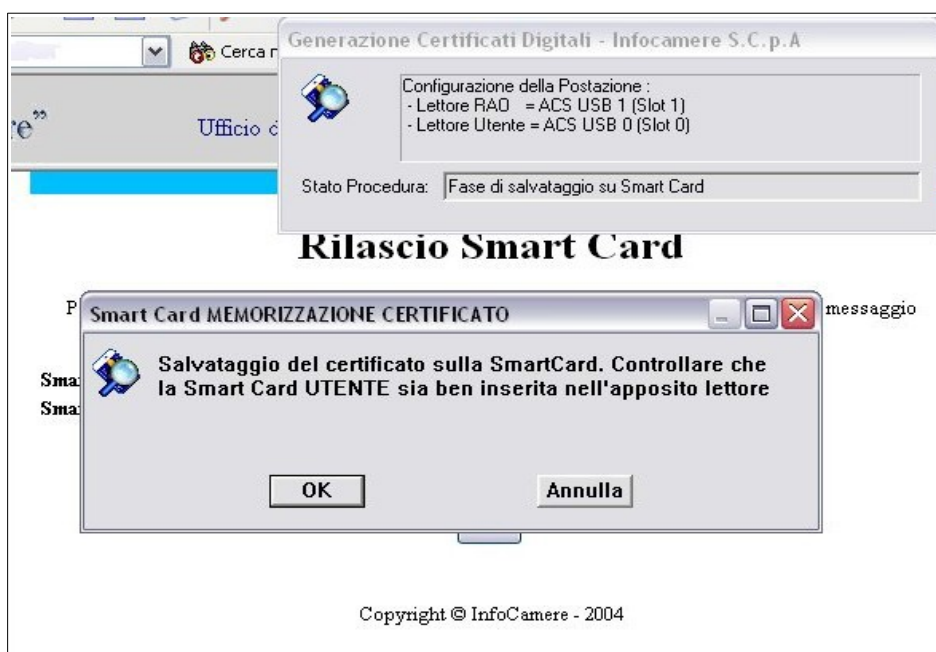 Cerca
Generazione Certificati Digitali - Infocamere S.C.p.A
Configurazione della Postazione :
- Lettore RAO = ACS USB 1 (Slot 1)
- Lettore Utente = ACS USB 0 (Slot 0)
re”
Ufficio
Stato Procedura: Fase di salvataggio su Smart Card
Rilascio Smart Card
P
messaggio
Smart Card MEMORIZZAZIONE CERTIFICATO
Salvataggio del certificato sulla SmartCard. Controllare che
la Smart Card UTENTE sia ben inserita nell'apposito lettore
Sma
Sma
OK Annulla
Copyright © InfoCamere - 2004